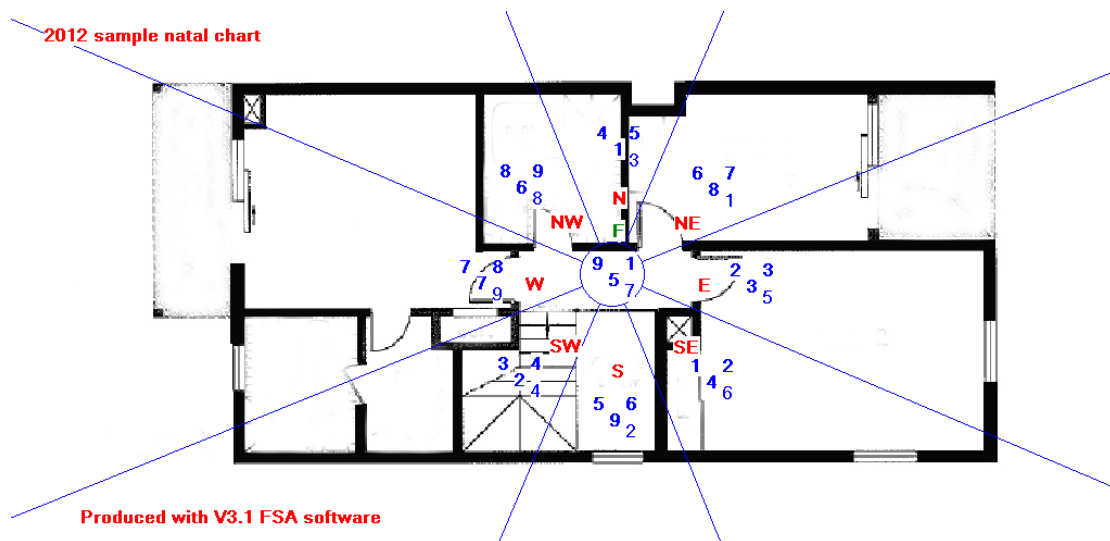 2012 sample natal chart
4 5
1 3
N
F
8 9
6 8
NW
6 7
8 1
NE
9 1
5 7
7 8
7 9
W
E
2 3
3 5
SW
3 4
2 4
S
5 6
9 2
SE
1 2
4 6
Produced with V3.1 FSA software